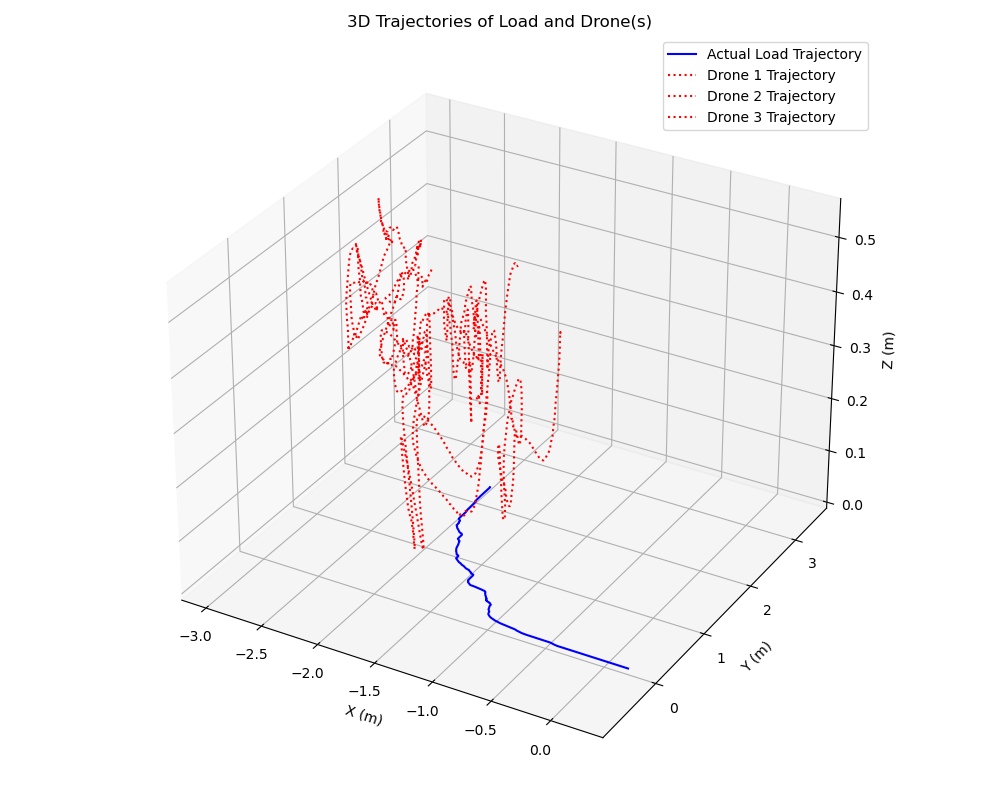 3D Trajectories of Load and Drone(s)
Actual Load Trajectory
Drone 1 Trajectory
Drone 2 Trajectory
Drone 3 Trajectory
0.5
0.4
0.3
0.2
0.1
0.0
Z (m)
3
2
1
0
Y (m)
−3.0
−2.5
−2.0
−1.5
−1.0
−0.5
0.0
X (m)